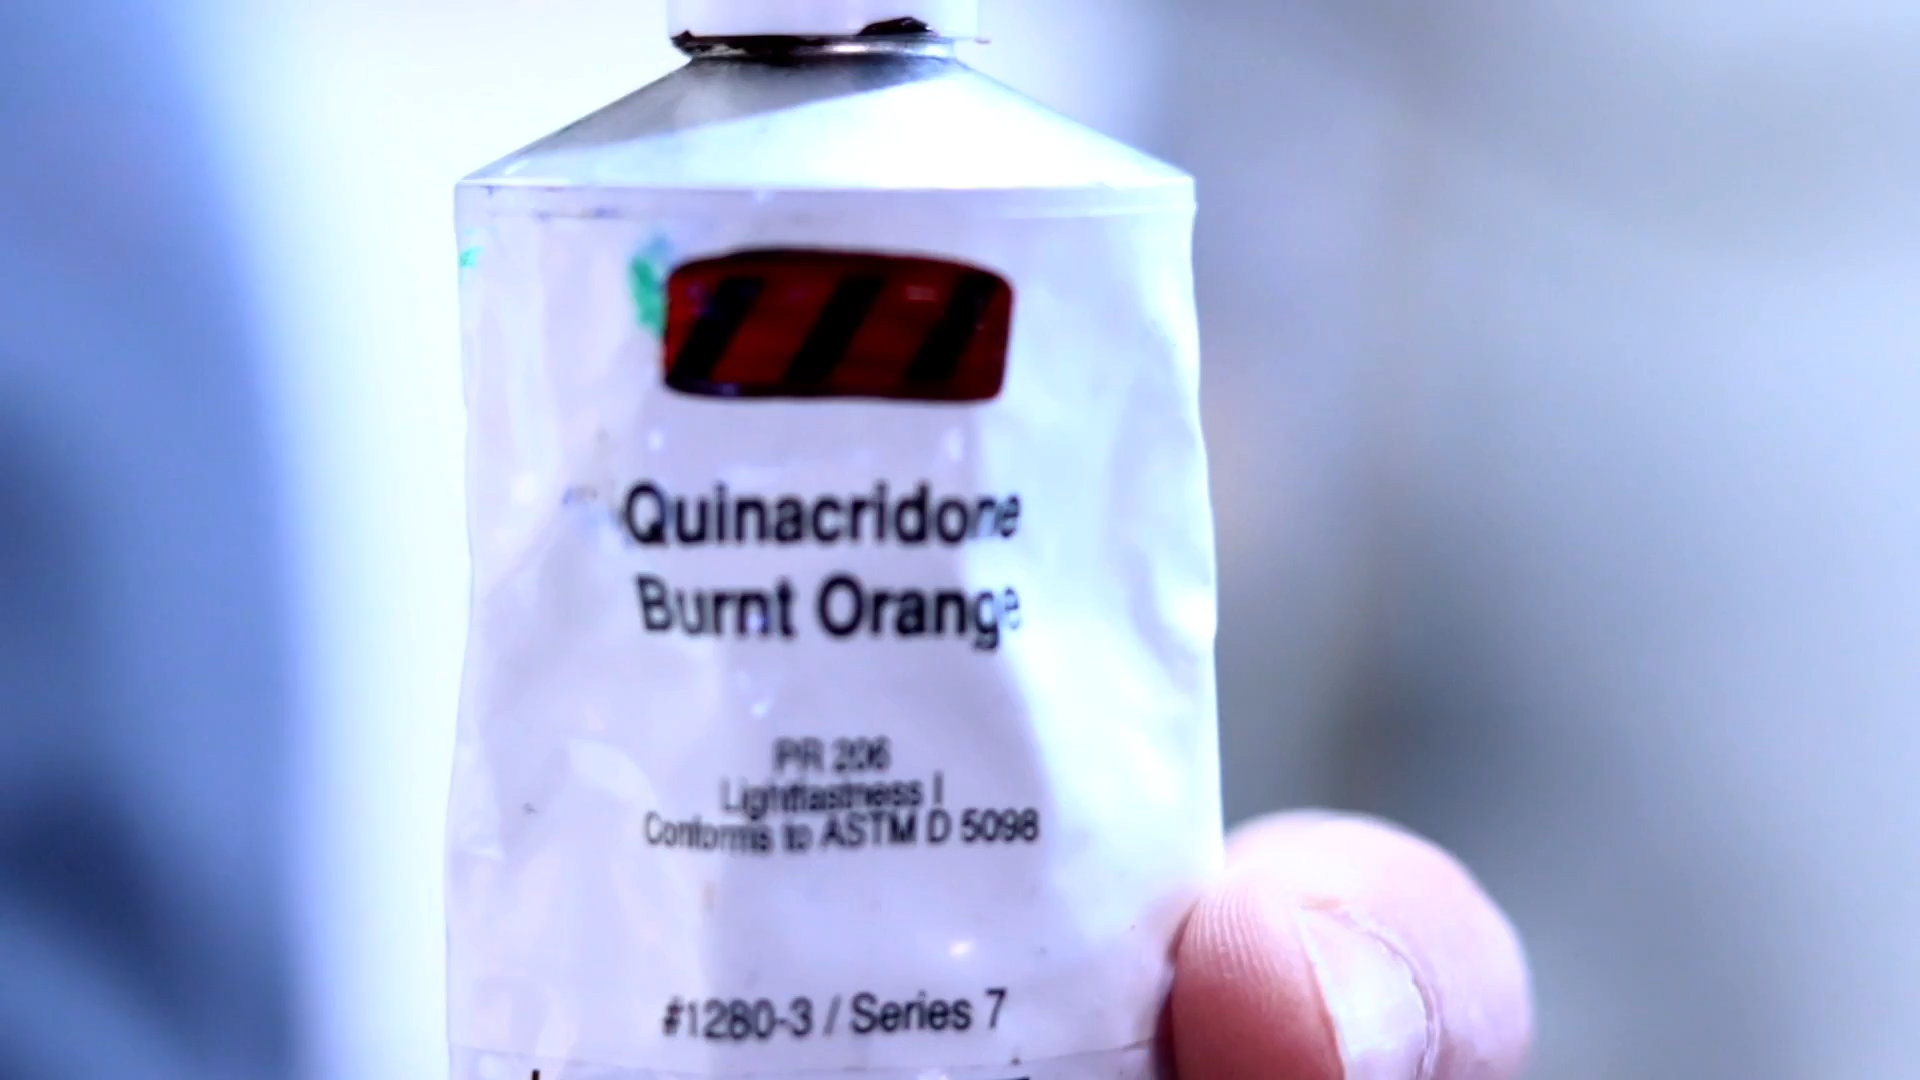 Quinacridone
Burnt Orange
PR 206
Lightfastness I
Conforms to ASTM D 5098
#1280-3 / Series 7